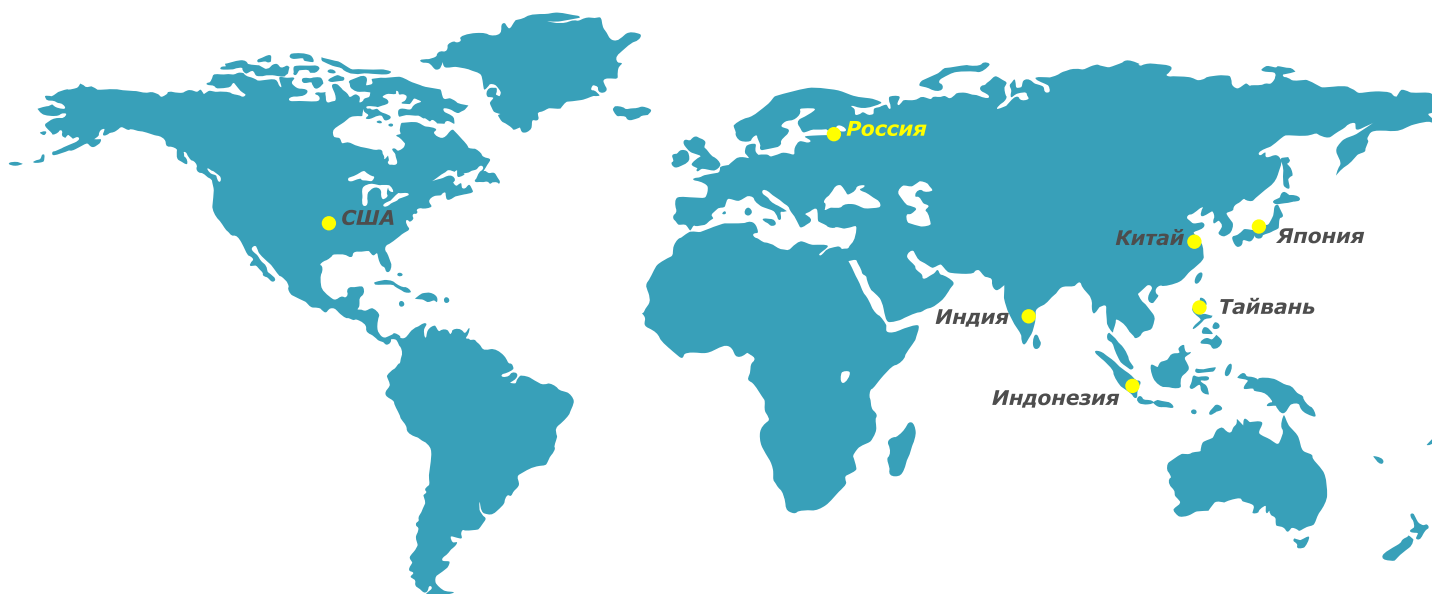 Россия
США
Китай
Япония
Индия
Тайвань
Индонезия